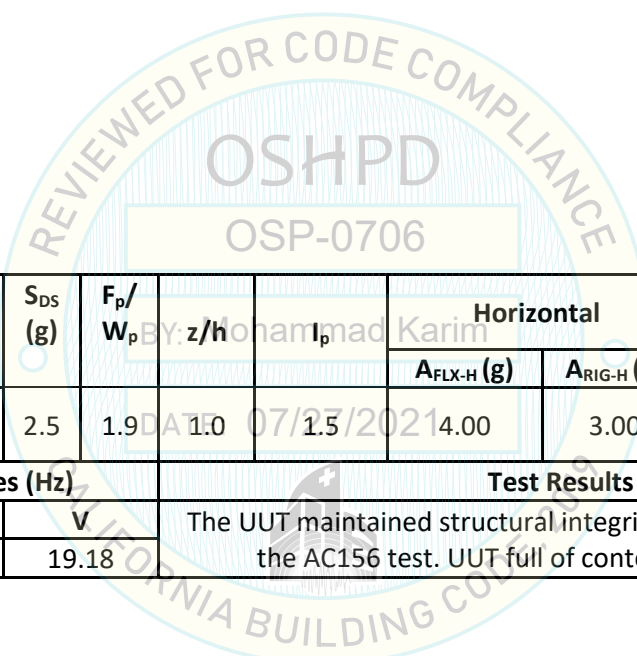 REVIEWED FOR CODE COMPLIANCE
OSHPD
OSP-0706
BY: Mohammad Karim
DATE: 07/27/2021
CALIFORNIA BUILDING CODE, 2019
SDS (g) Fp/ Wp z/h Ip Horizontal
AFLX-H (g) ARIG-H (
2.5 1.9 1.0 1.5 4.00 3.00
es (Hz) Test Results
V The UUT maintained structural integri
19.18 the AC156 test. UUT full of conte